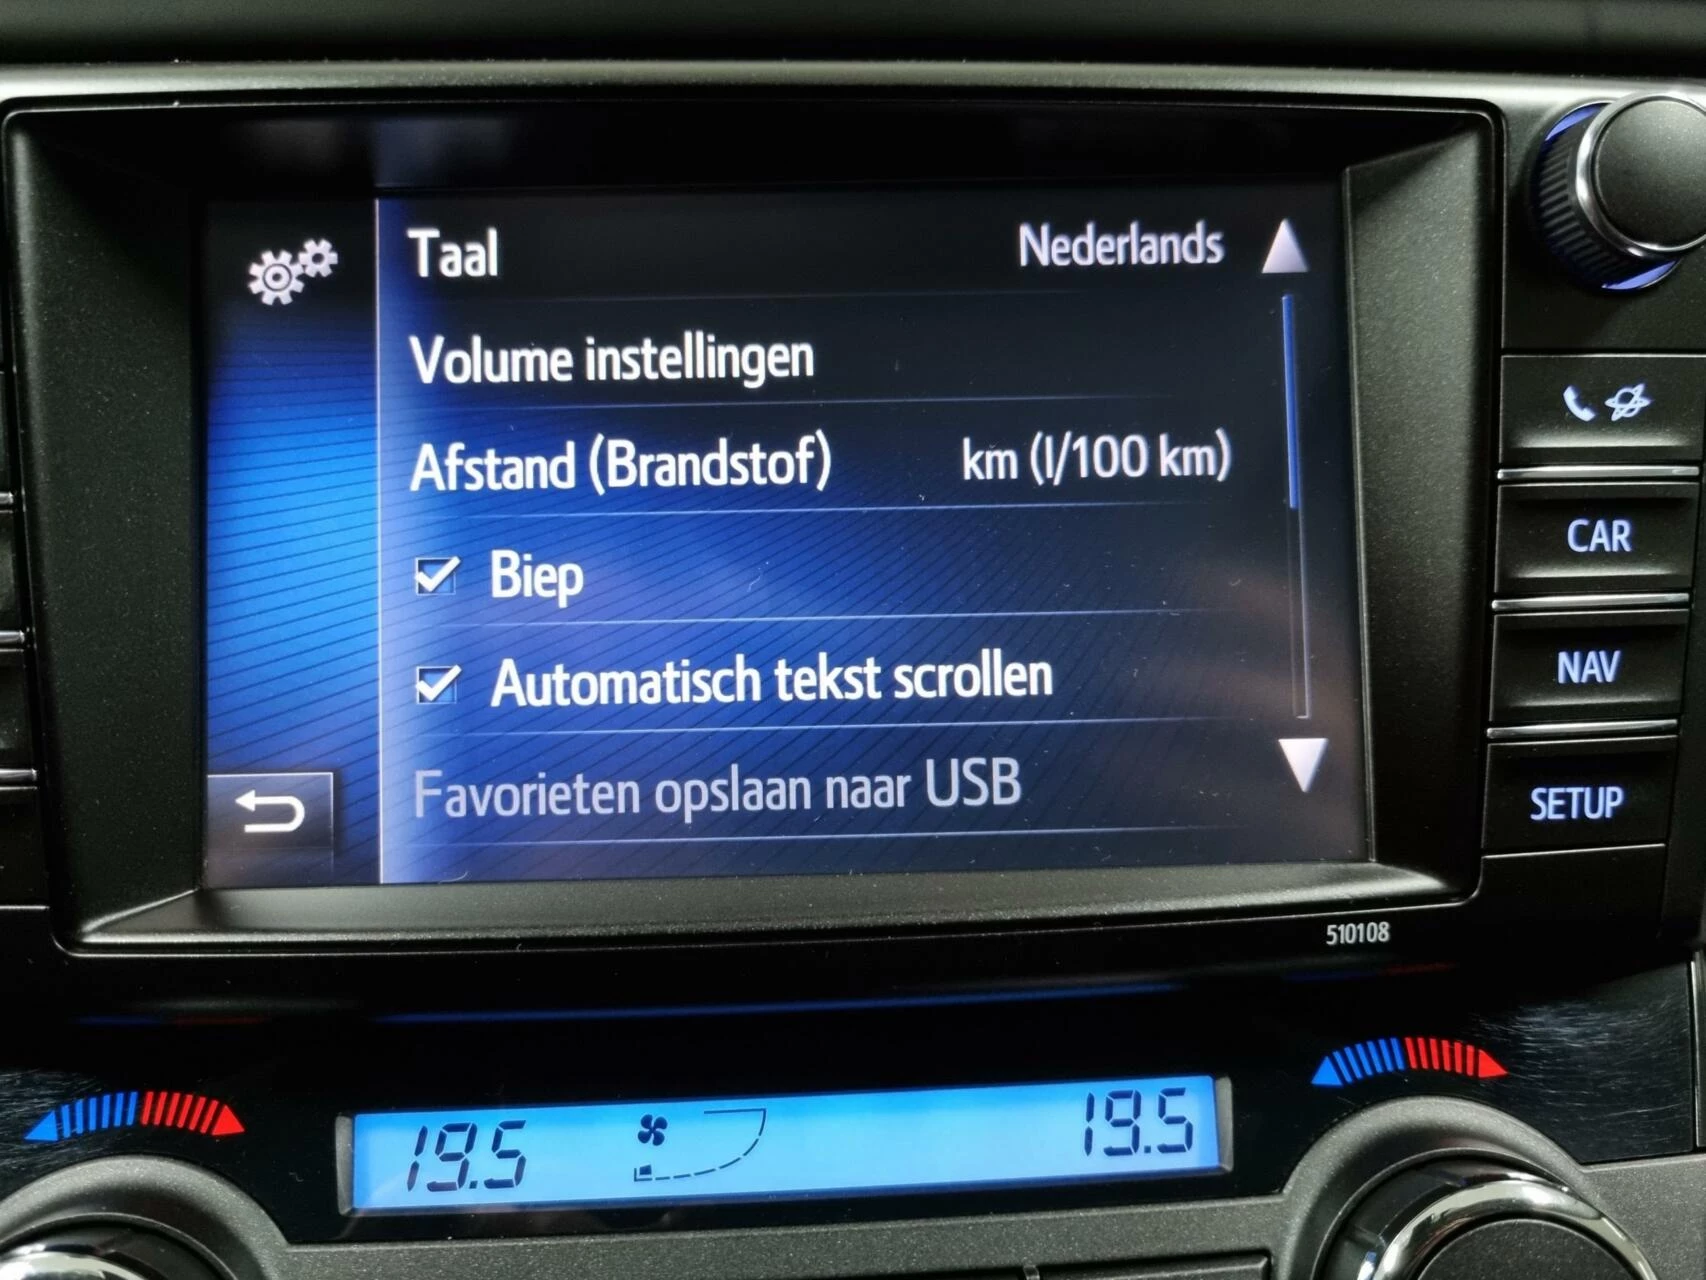 Taal Nederlands
Volume instellingen
Afstand (Brandstof) km (l/100 km)
Biep
Automatisch tekst scrollen
Favorieten opslaan naar USB
CAR
NAV
SETUP
510108
19.5 19.5